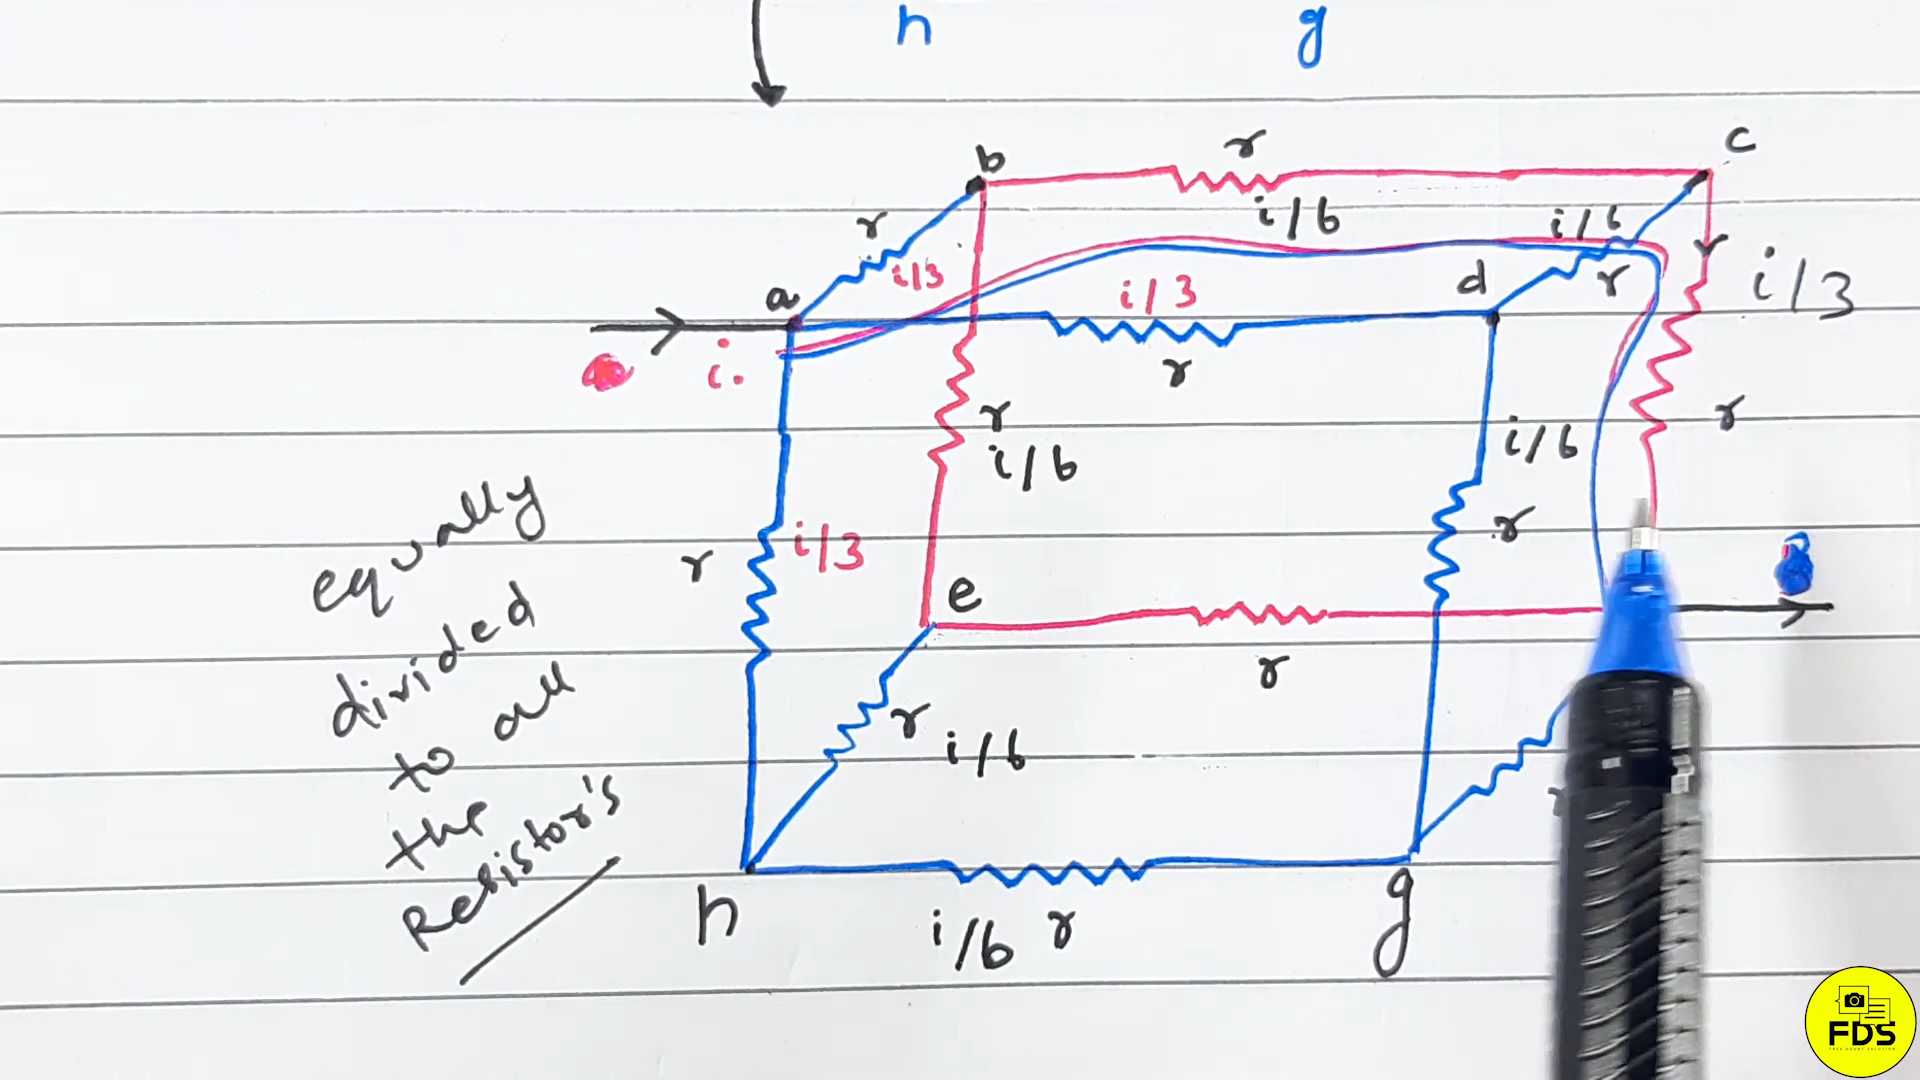 h g
b r c
i/6 i/6
r
i/3 r
a i/3 d i/3
i. r
r r
i/6 i/6
equally
r i/3 r
divided e
to all r
r
the i/6
Resistor's
h g
i/6 r
FDS